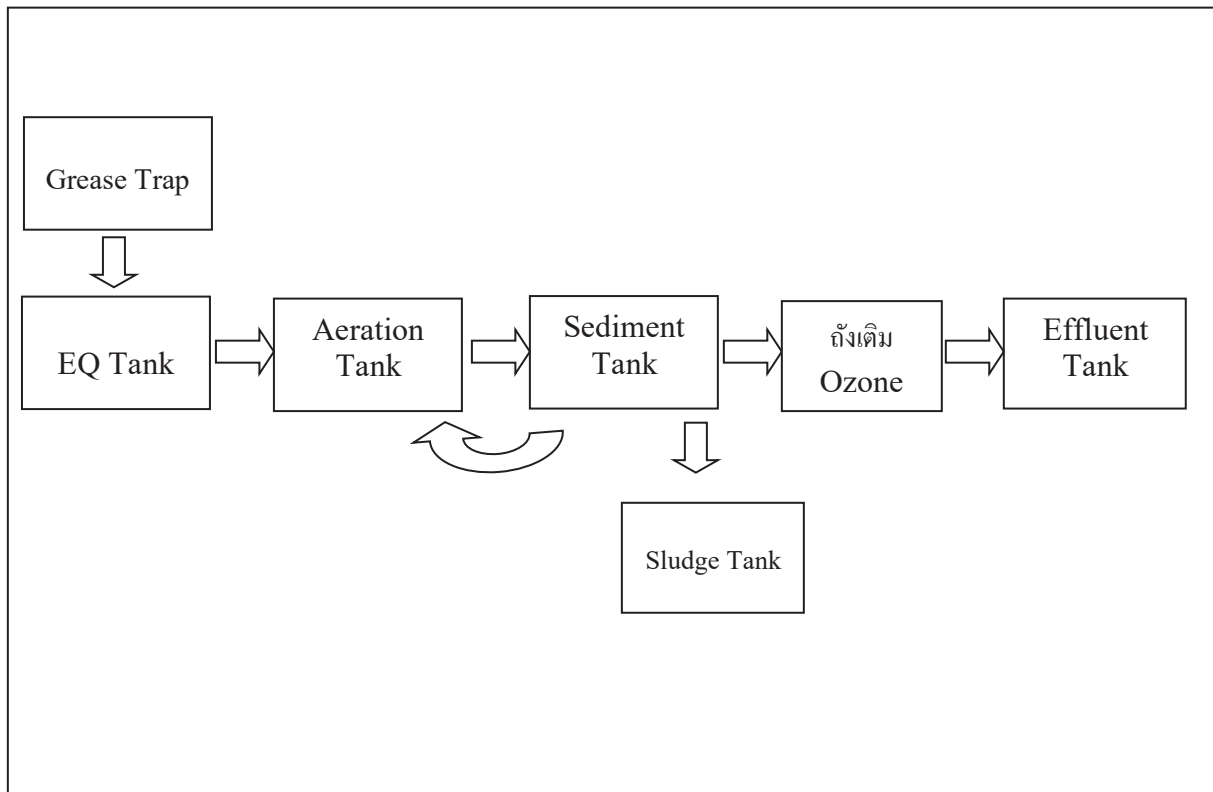 Grease Trap
EQ Tank
Aeration
Tank
Sediment
Tank
ถังเติม
Ozone
Effluent
Tank
Sludge Tank